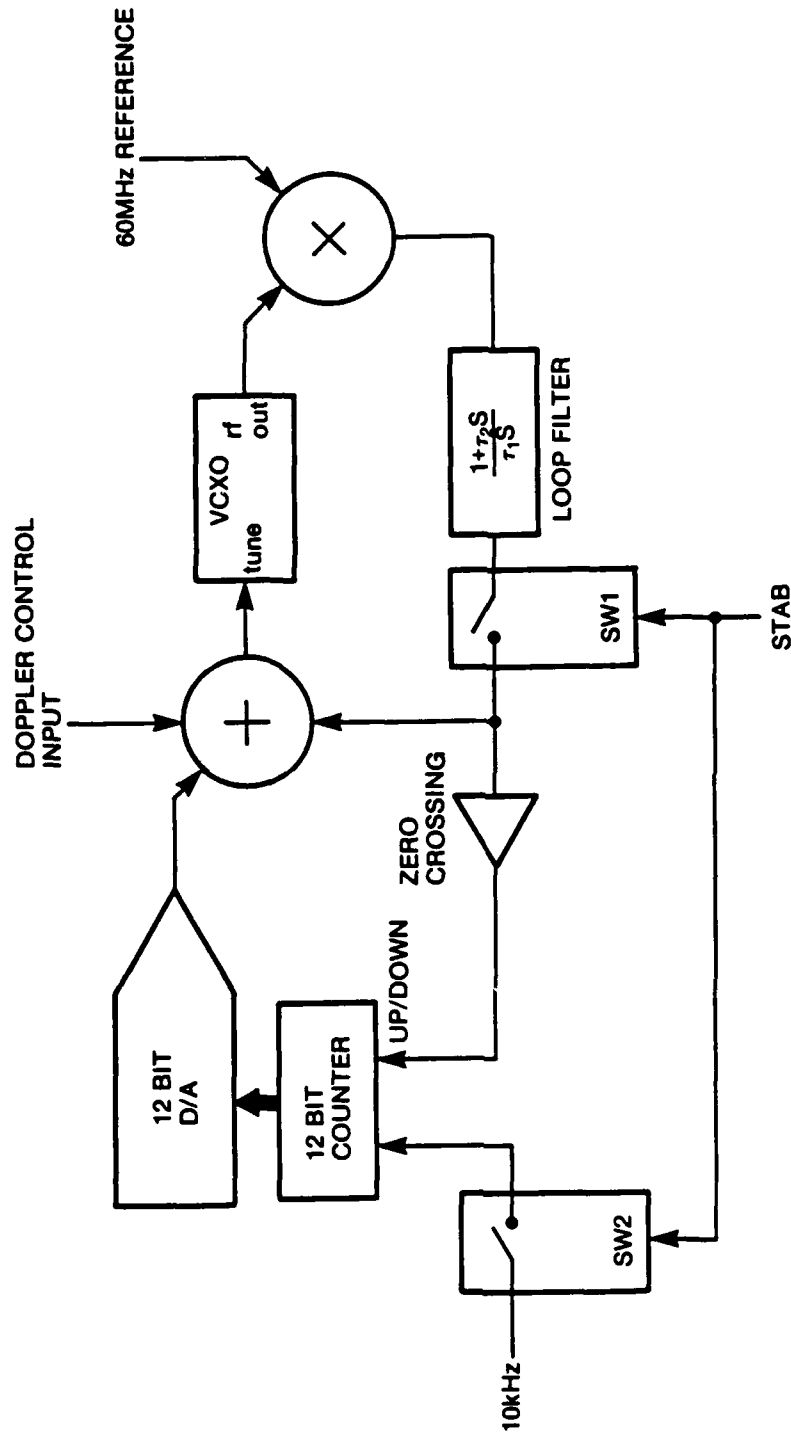 DOPPLER CONTROL
INPUT
60MHz REFERENCE
12 BIT
D/A
VCXO
tune
rf
out
12 BIT
COUNTER
UP/DOWN
ZERO
CROSSING
1+τ₂S
τ₁S
LOOP FILTER
SW1
SW2
10kHz
STAB
+
×